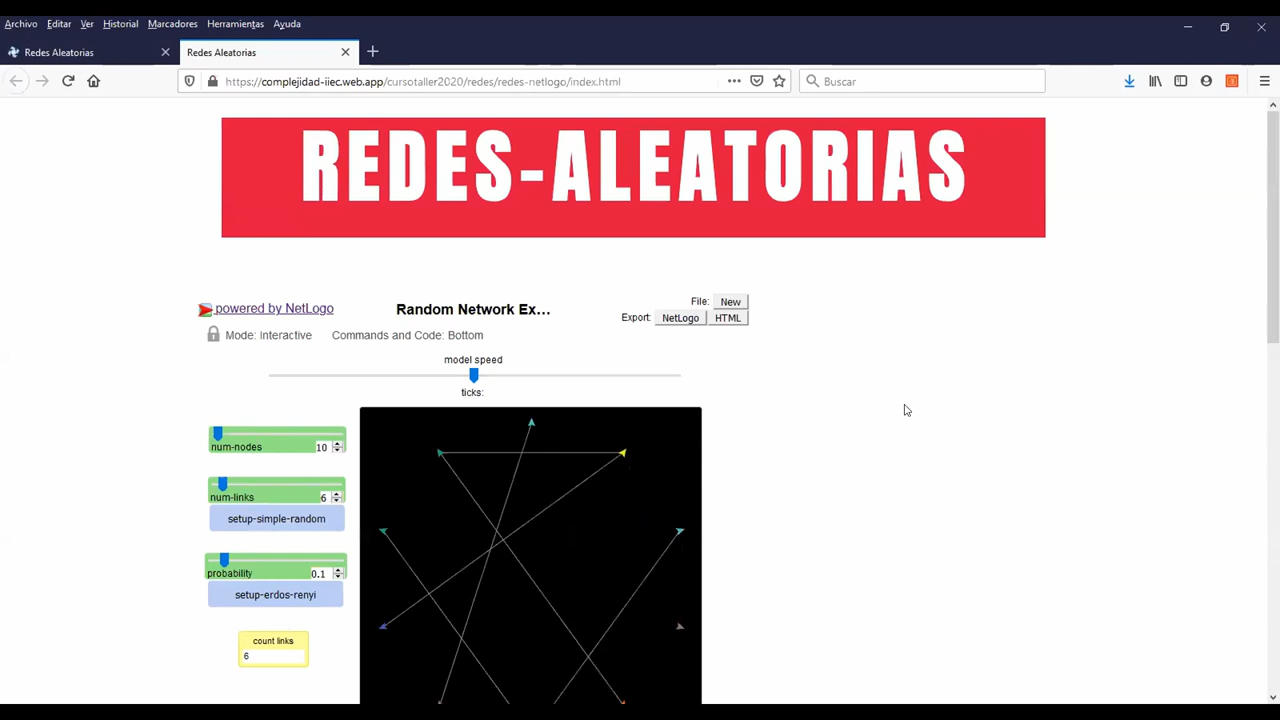 Archivo Editar Ver Historial Marcadores Herramientas Ayuda
Redes Aleatorias
Redes Aleatorias
https://complejidad-iiec.web.app/cursotaller2020/redes/redes-netlogo/index.html
Buscar
REDES-ALEATORIAS
powered by NetLogo
Random Network Ex...
File: New
Export: NetLogo HTML
Mode: Interactive
Commands and Code: Bottom
model speed
ticks:
num-nodes 10
num-links 6
setup-simple-random
probability 0.1
setup-erdos-renyi
count links
6